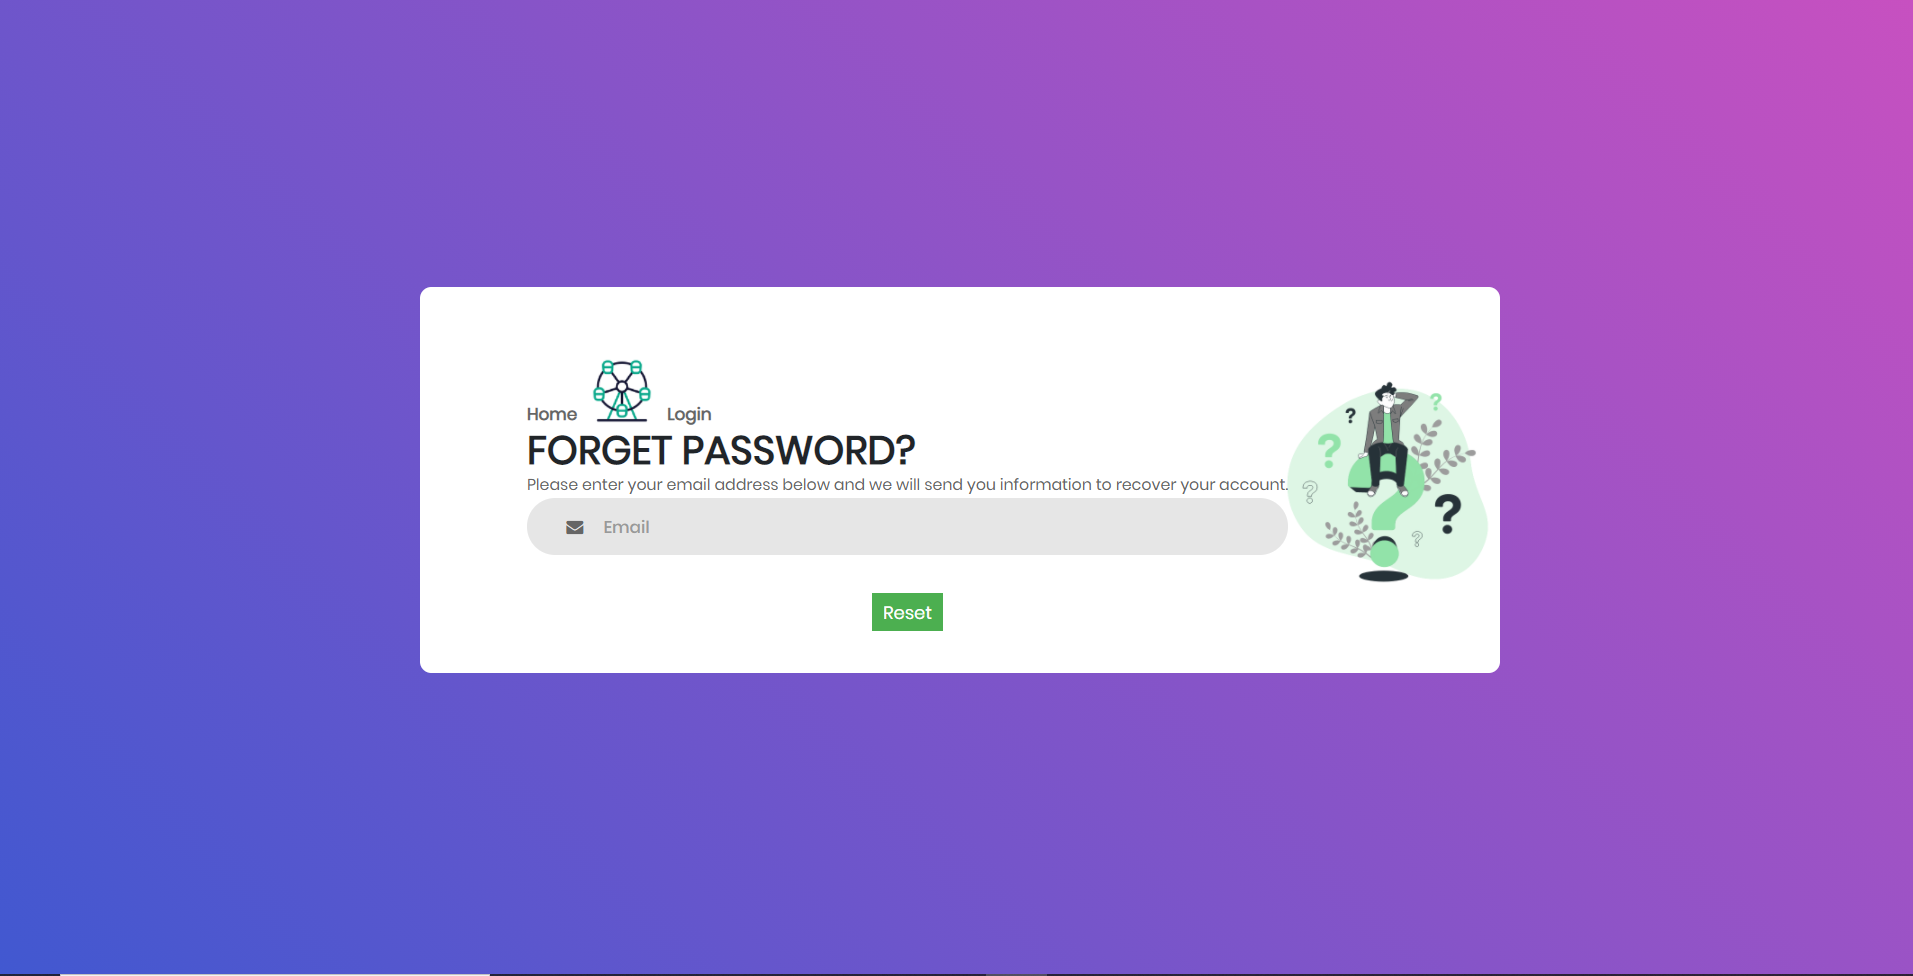 Home Login
FORGET PASSWORD?
Please enter your email address below and we will send you information to recover your account.
Email
Reset
? ? ? ? ? ?